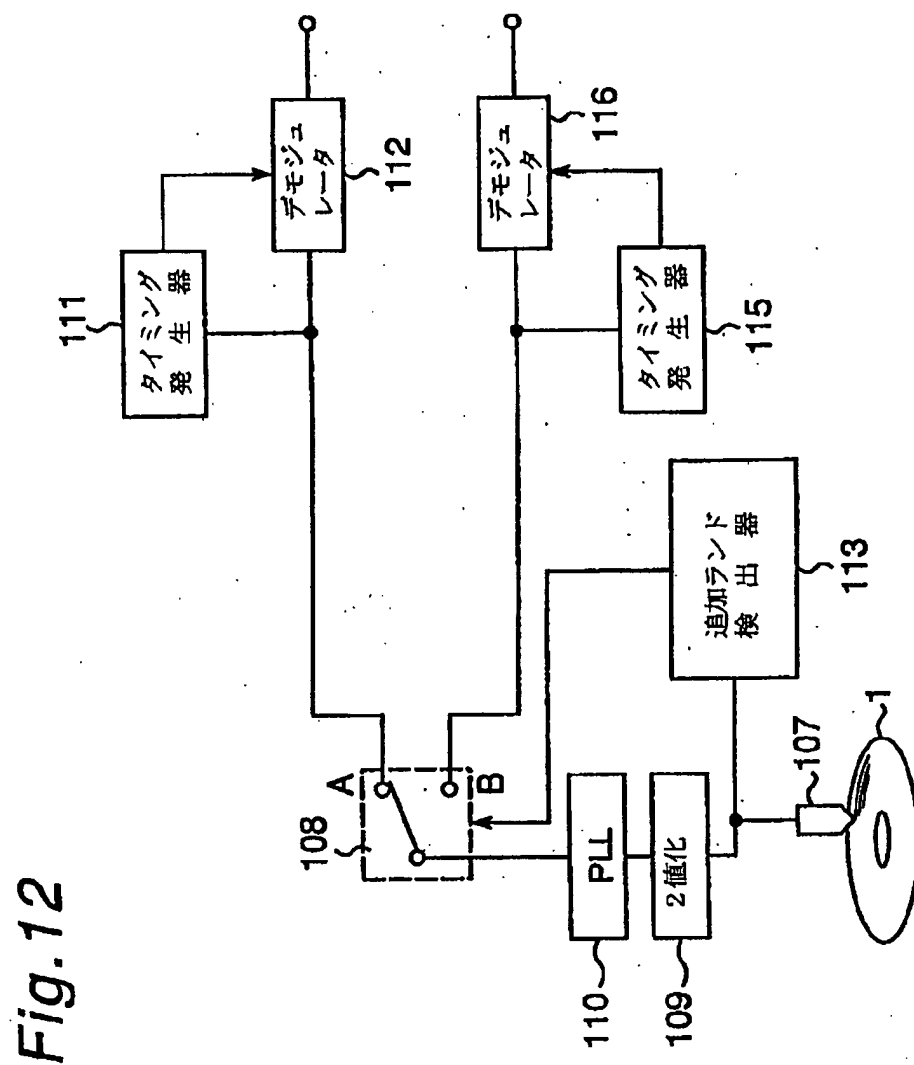 Fig.12
111
タイミング
発生器
デモジュ
レータ
112
デモジュ
レータ
116
タイミング
発生器
115
108
A
B
追加ランド
検出器
113
PLL
110
2値化
109
107
1